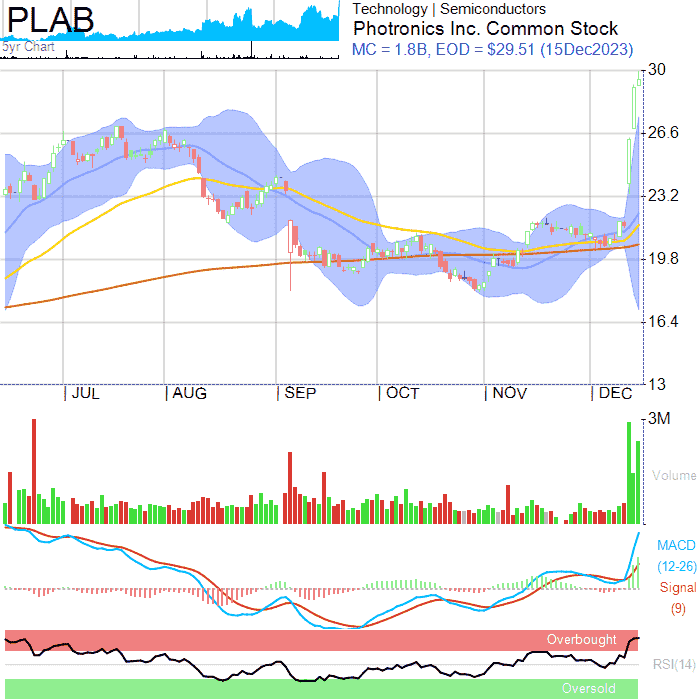 PLAB
5yr Chart
Technology | Semiconductors
Photronics Inc. Common Stock
MC = 1.8B, EOD = $29.51 (15Dec2023)
30
26.6
23.2
19.8
16.4
13
JUL
AUG
SEP
OCT
NOV
DEC
3M
Volume
MACD
(12-26)
Signal
(9)
Overbought
RSI(14)
Oversold